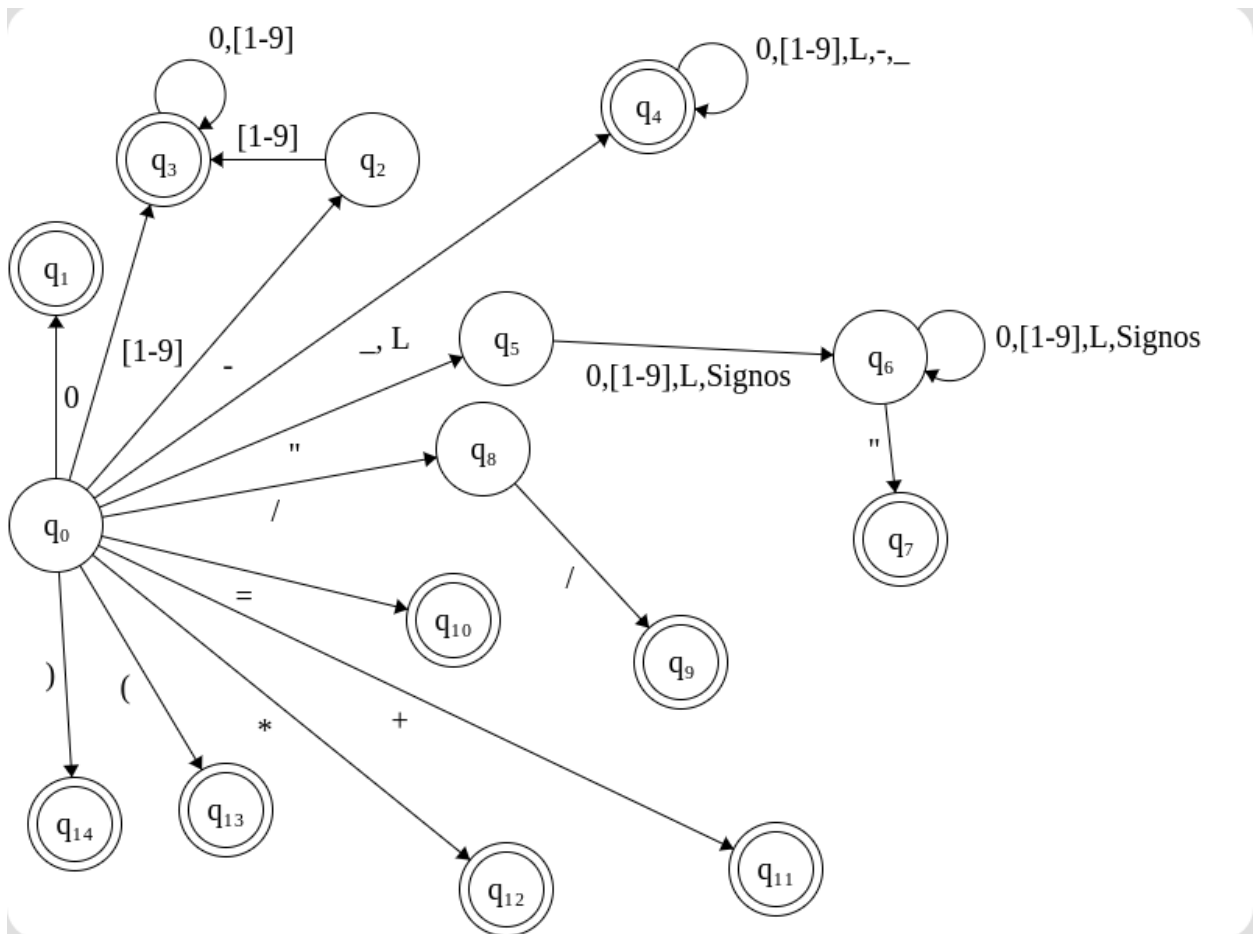 0,[1-9]
0,[1-9],L,-,_
q4
q3
[1-9]
q2
q1
[1-9]
-
_, L
q5
0,[1-9],L,Signos
q6
0,[1-9],L,Signos
0
"
q8
"
/
q0
q7
=
/
q10
q9
)
(
*
+
q14
q13
q12
q11